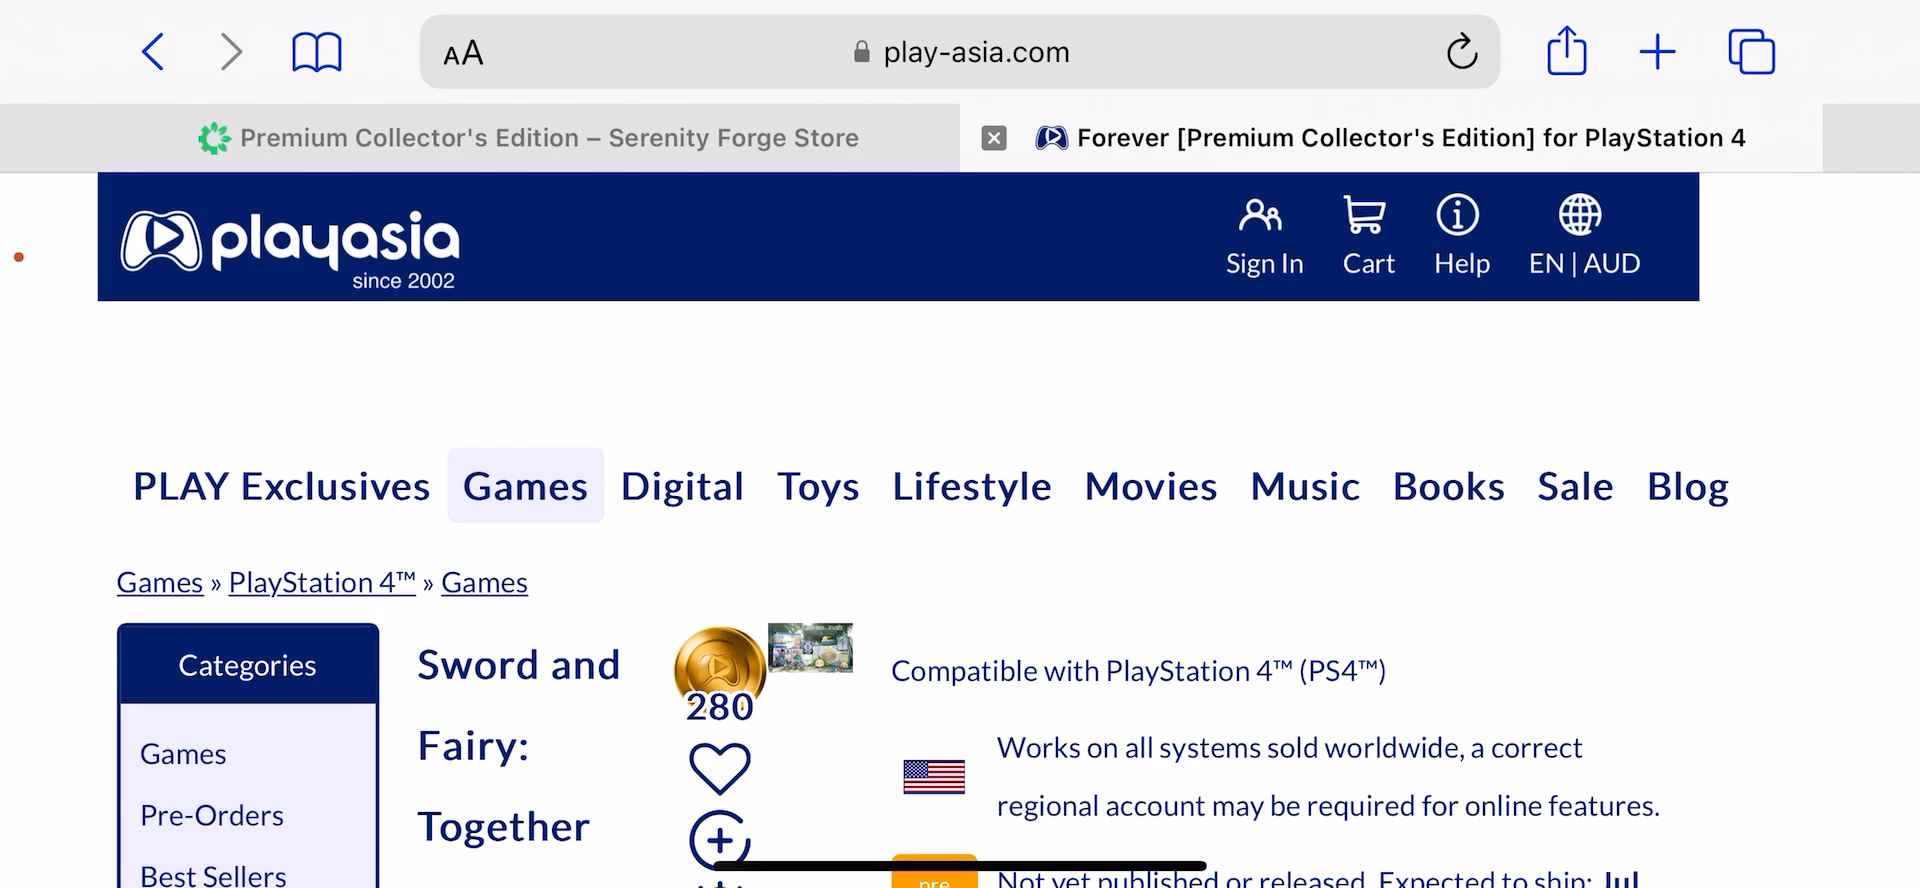 AA
play-asia.com
Premium Collector's Edition – Serenity Forge Store
Forever [Premium Collector's Edition] for PlayStation 4
playasia
since 2002
Sign In
Cart
Help
EN | AUD
PLAY Exclusives
Games
Digital
Toys
Lifestyle
Movies
Music
Books
Sale
Blog
Games » PlayStation 4™ » Games
Categories
Games
Pre-Orders
Best Sellers
Sword and
Fairy:
Together
280
Compatible with PlayStation 4™ (PS4™)
Works on all systems sold worldwide, a correct
regional account may be required for online features.
pre
Not yet published or released. Expected to ship: Jul